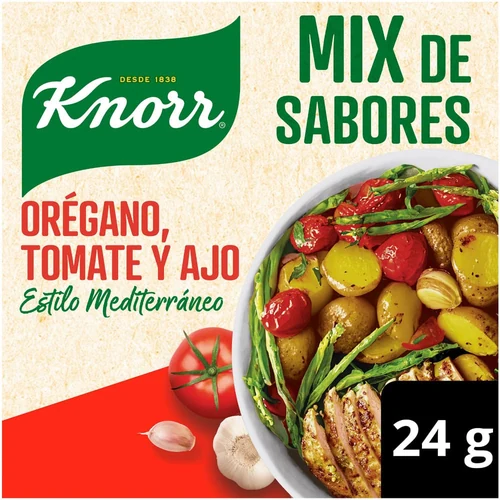 DESDE 1838
Knorr®
MIX DE
SABORES
ORÉGANO,
TOMATE Y AJO
Estilo Mediterráneo
24 g